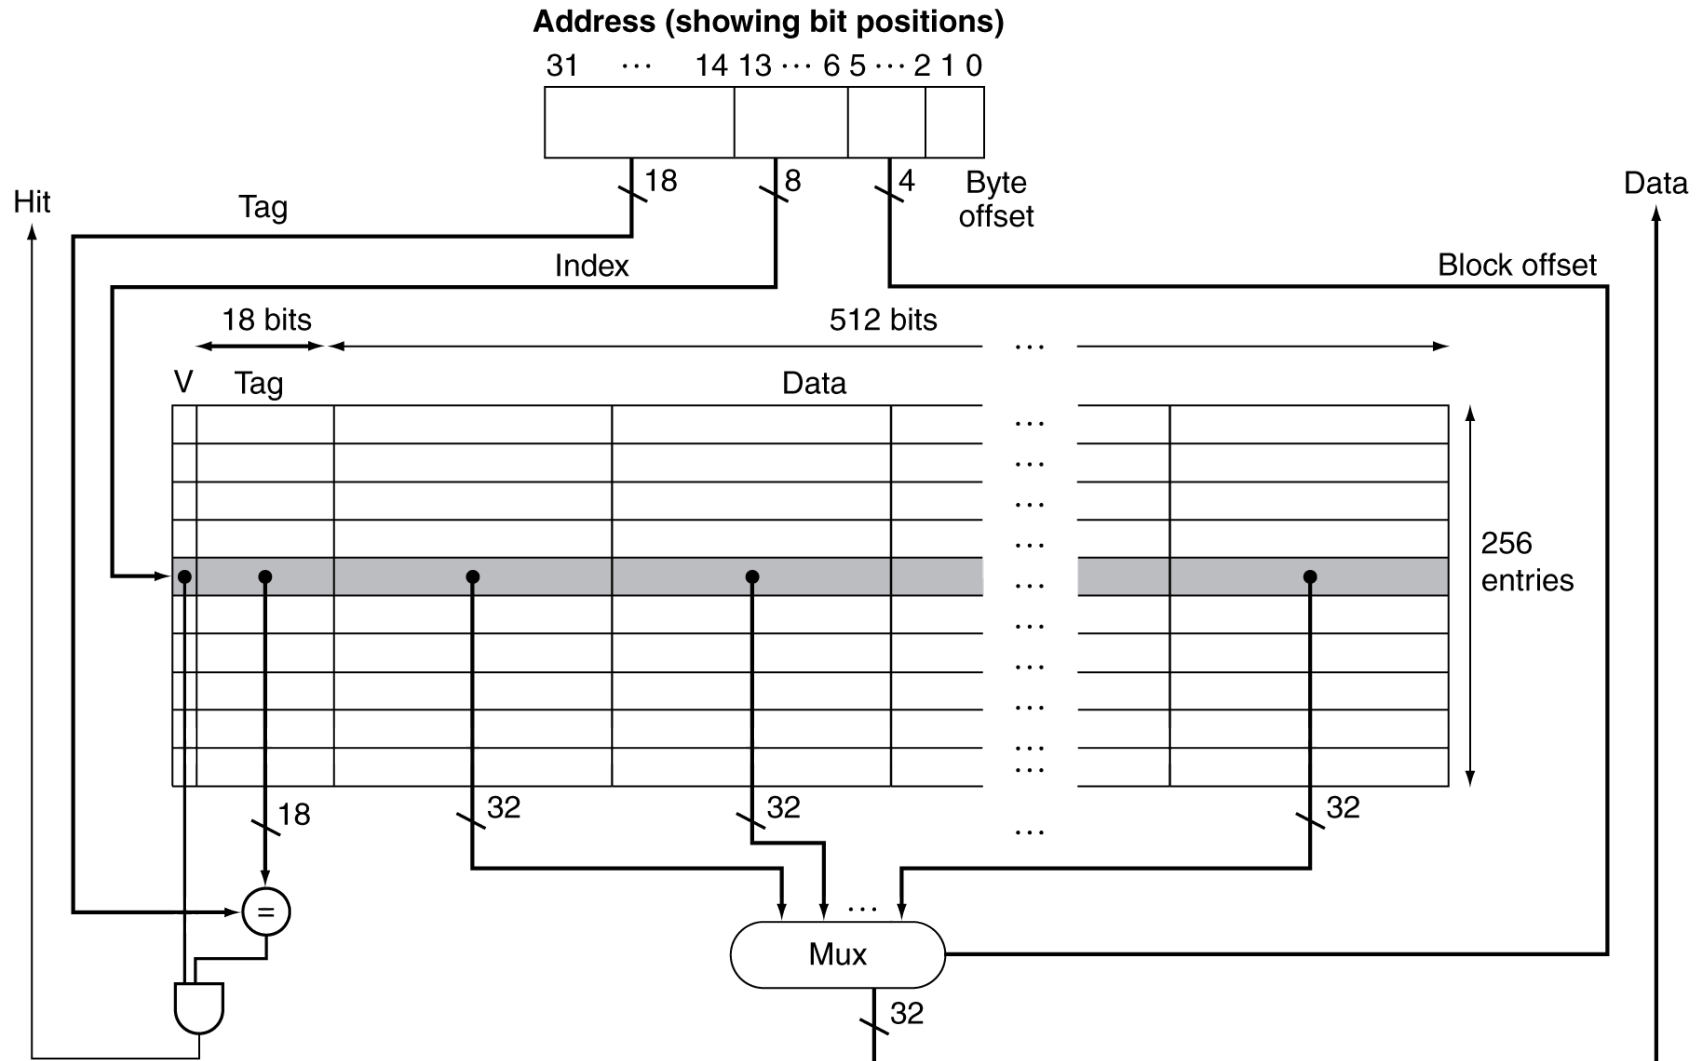 Address (showing bit positions)
31 ... 14 13 ... 6 5 ... 2 1 0
18
8
4
Byte
offset
Hit
Tag
Data
Index
Block offset
18 bits
512 bits
...
V
Tag
Data
...
...
...
...
...
...
...
...
...
...
256
entries
18
32
32
...
32
=
...
Mux
32